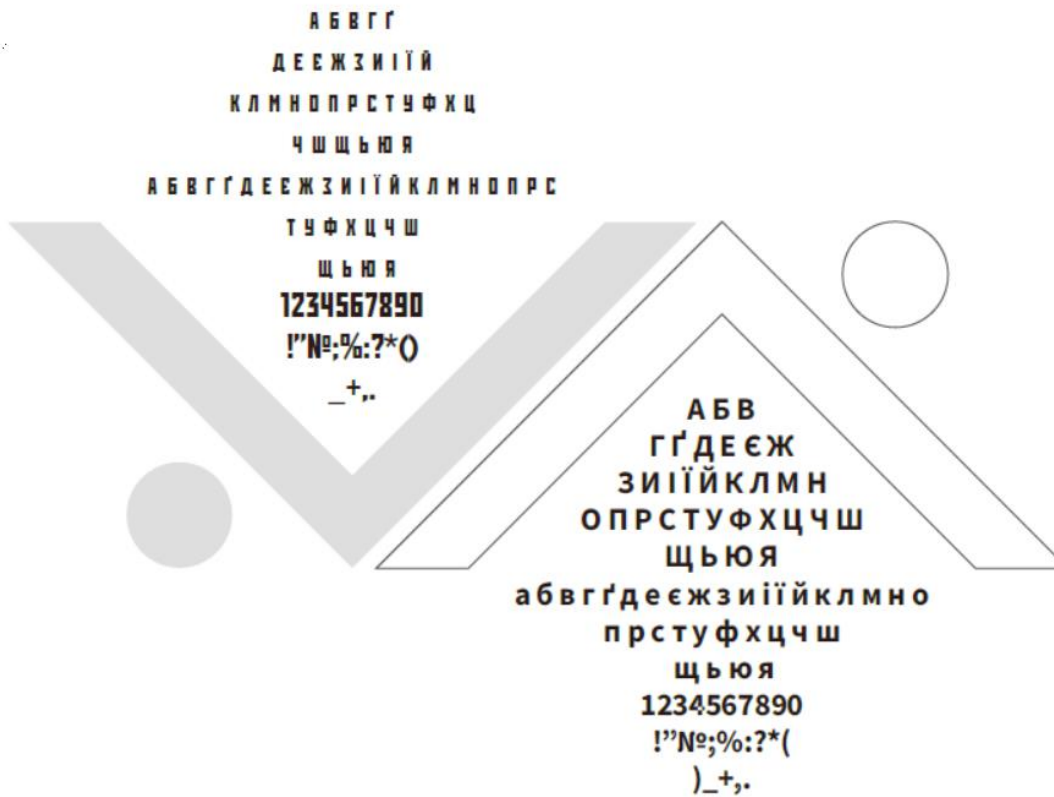 А Б В Г Ґ
Д Е Є Ж З И І Ї Й
К Л М Н О П Р С Т У Ф Х Ц
Ч Ш Щ Ь Ю Я
А Б В Г Ґ Д Е Є Ж З И І Ї Й К Л М Н О П Р С
Т У Ф Х Ц Ч Ш
Щ Ь Ю Я
1234567890
!”№;%:?*()
_+,.
А Б В
Г Ґ Д Е Є Ж
З И І Ї Й К Л М Н
О П Р С Т У Ф Х Ц Ч Ш
Щ Ь Ю Я
а б в г ґ д е є ж з и і ї й к л м н о
п р с т у ф х ц ч ш
щ ь ю я
1234567890
!”№;%:?*(
)_+,.